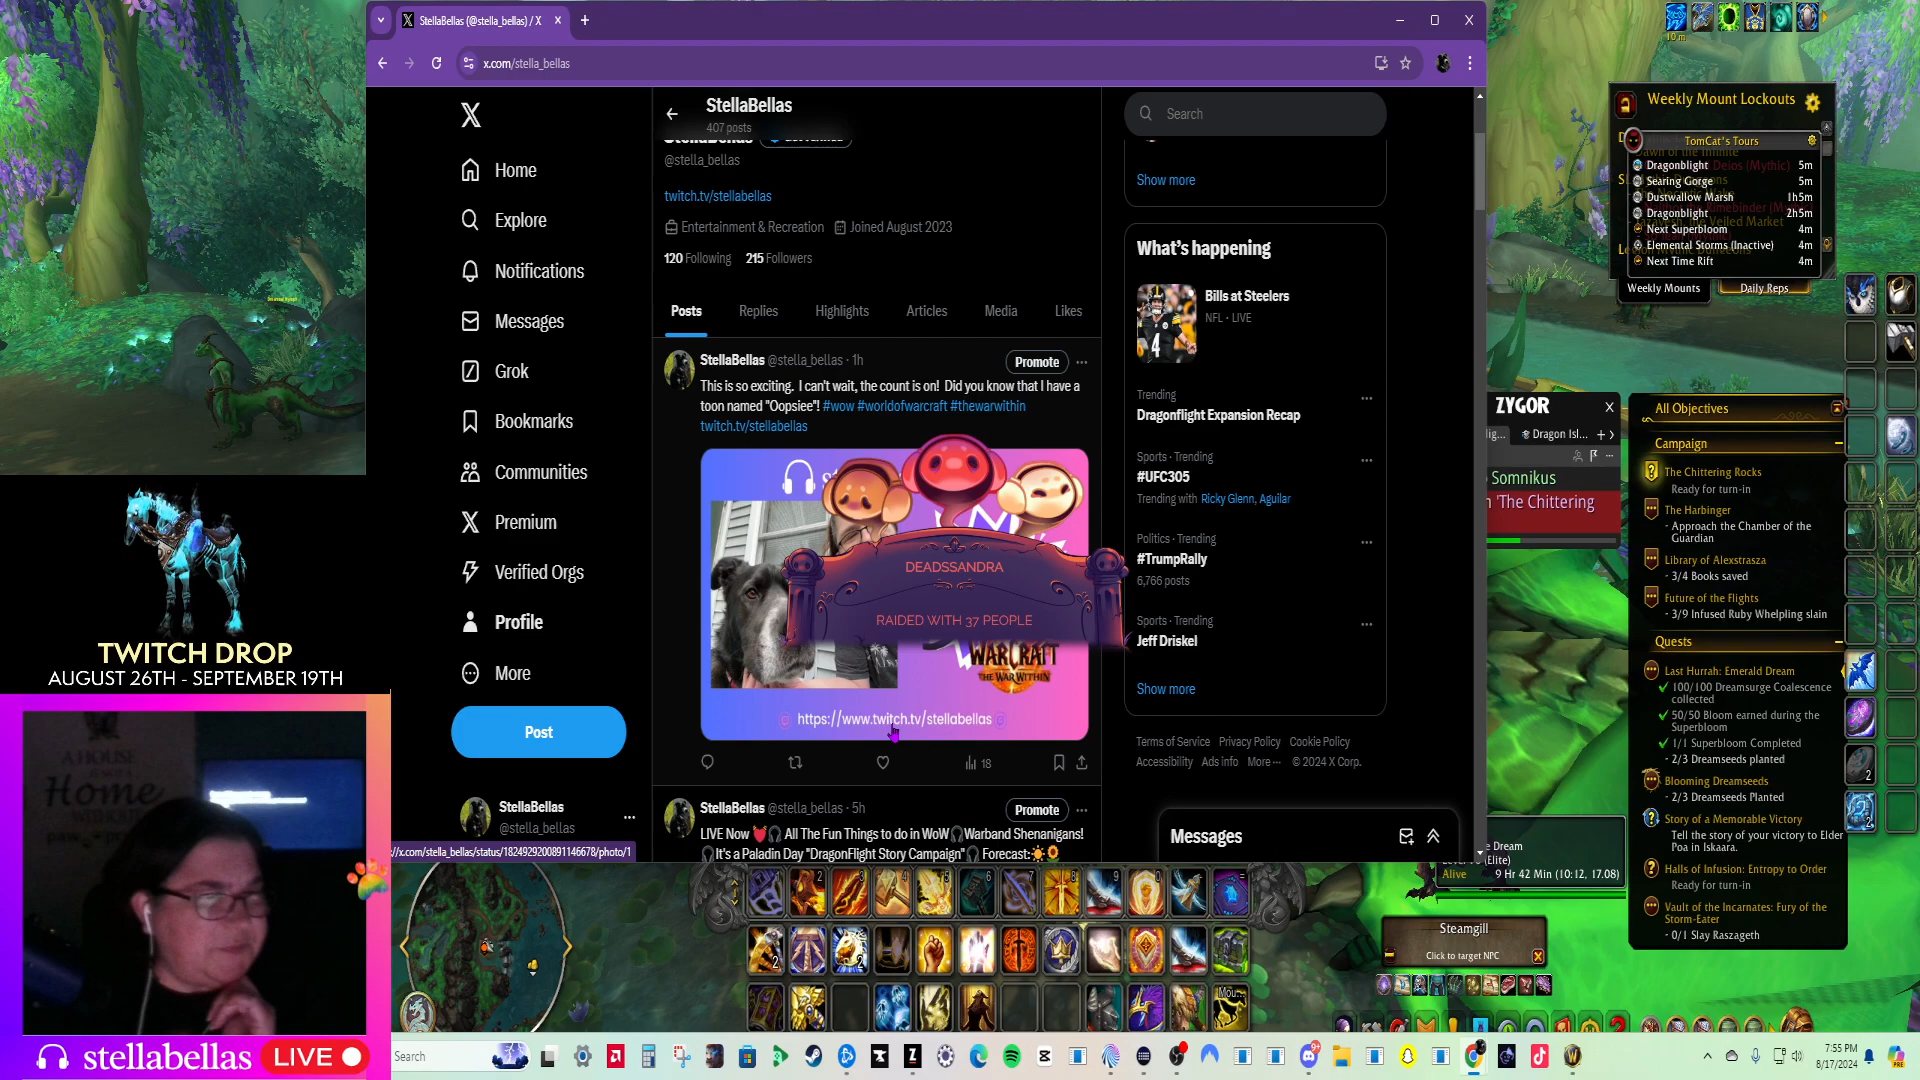 StellaBellas (@stella_bellas) / X
x.com/stella_bellas
StellaBellas
407 posts
@stella_bellas
twitch.tv/stellabellas
Entertainment & Recreation Joined August 2023
120 Following 215 Followers
Posts Replies Highlights Articles Media Likes
Home
Explore
Notifications
Messages
Grok
Bookmarks
Communities
Premium
Verified Orgs
Profile
More
Post
StellaBellas
@stella_bellas
StellaBellas @stella_bellas · 1h
Promote
This is so exciting. I can't wait, the count is on! Did you know that I have a
toon named "Oopsiee"! #wow #worldofwarcraft #thewarwithin
twitch.tv/stellabellas
DEADSSANDRA
RAIDED WITH 37 PEOPLE
WARCRAFT
THE WAR WITHIN
https://www.twitch.tv/stellabellas
18
StellaBellas @stella_bellas · 5h
Promote
LIVE Now All The Fun Things to do in WoW Warband Shenanigans!
It's a Paladin Day "DragonFlight Story Campaign" Forecast:
://x.com/stella_bellas/status/1824929200891146678/photo/1
Search
Show more
What's happening
Bills at Steelers
NFL · LIVE
Trending
Dragonflight Expansion Recap
Sports · Trending
#UFC305
Trending with Ricky Glenn, Aguilar
Politics · Trending
#TrumpRally
6,766 posts
Sports · Trending
Jeff Driskel
Show more
Terms of Service Privacy Policy Cookie Policy
Accessibility Ads info More ··· © 2024 X Corp.
Messages
10 m
Weekly Mount Lockouts
TomCat's Tours
Dragonblight 5m
Searing Gorge 5m
Dustwallow Marsh 1h5m
Dragonblight 2h5m
Next Superbloom 4m
Elemental Storms (Inactive) 4m
Next Time Rift 4m
Weekly Mounts Daily Reps
ZYGOR
Dragon Isl...
Somnikus
'The Chittering
All Objectives
Campaign
The Chittering Rocks
Ready for turn-in
The Harbinger
- Approach the Chamber of the
Guardian
Library of Alexstrasza
- 3/4 Books saved
Future of the Flights
- 3/9 Infused Ruby Whelpling slain
Quests
Last Hurrah: Emerald Dream
100/100 Dreamsurge Coalescence
collected
50/50 Bloom earned during the
Superbloom
1/1 Superbloom Completed
- 2/3 Dreamseeds planted
Blooming Dreamseeds
- 2/3 Dreamseeds Planted
Story of a Memorable Victory
Tell the story of your victory to Elder
Poa in Iskaara.
Halls of Infusion: Entropy to Order
Ready for turn-in
Vault of the Incarnates: Fury of the
Storm-Eater
- 0/1 Slay Raszageth
Dream
(Elite)
Alive 9 Hr 42 Min (10:12, 17.08)
Steamgill
Click to target NPC
TWITCH DROP
AUGUST 26TH - SEPTEMBER 19TH
A HOUSE
Home
WITHOUT
stellabellas LIVE
Search
7:55 PM
8/17/2024